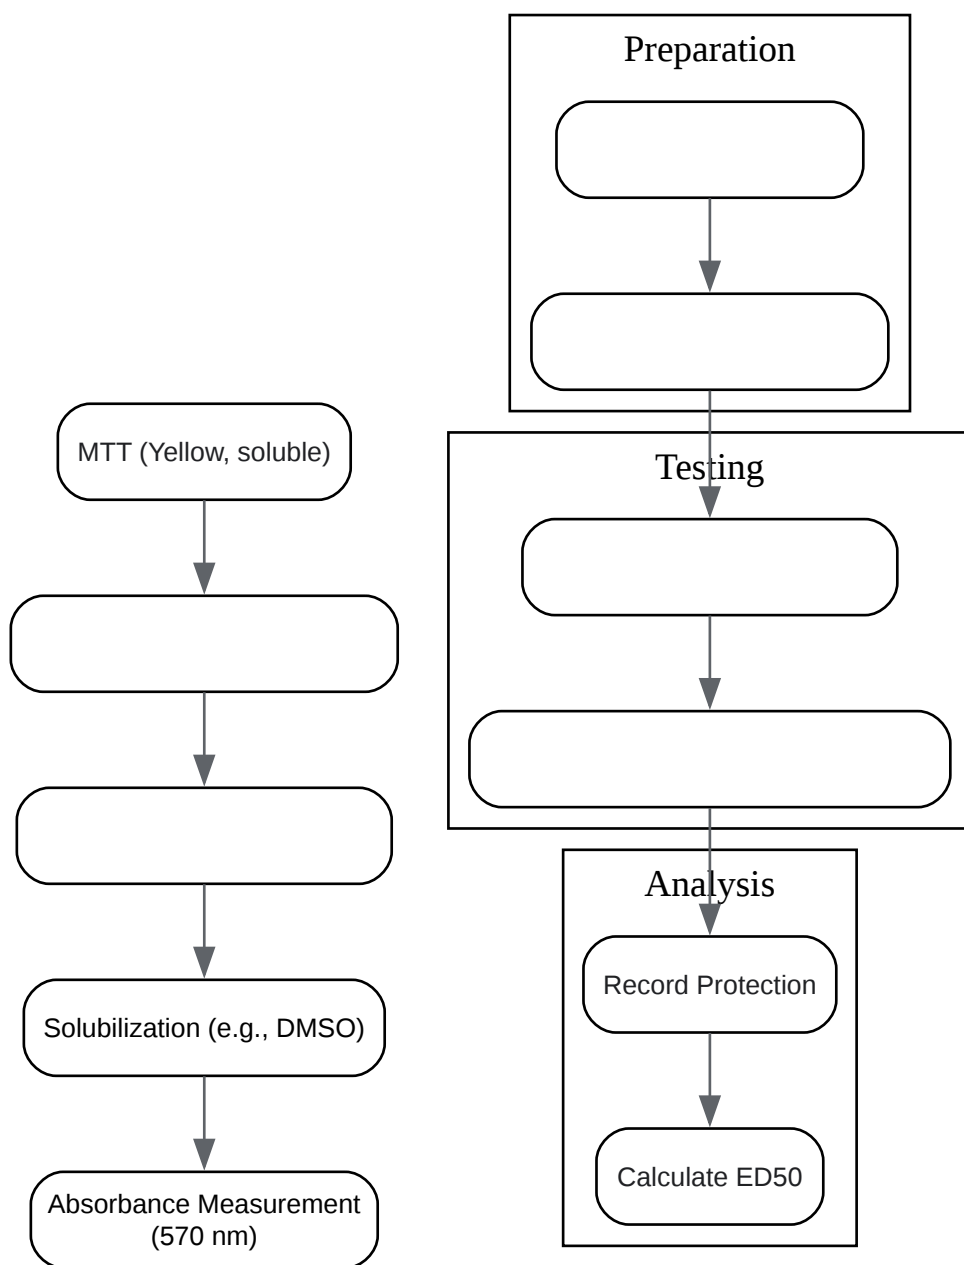 Preparation
MTT (Yellow, soluble)
Testing
Analysis
Record Protection
Solubilization (e.g., DMSO)
Calculate ED50
Absorbance Measurement
(570 nm)